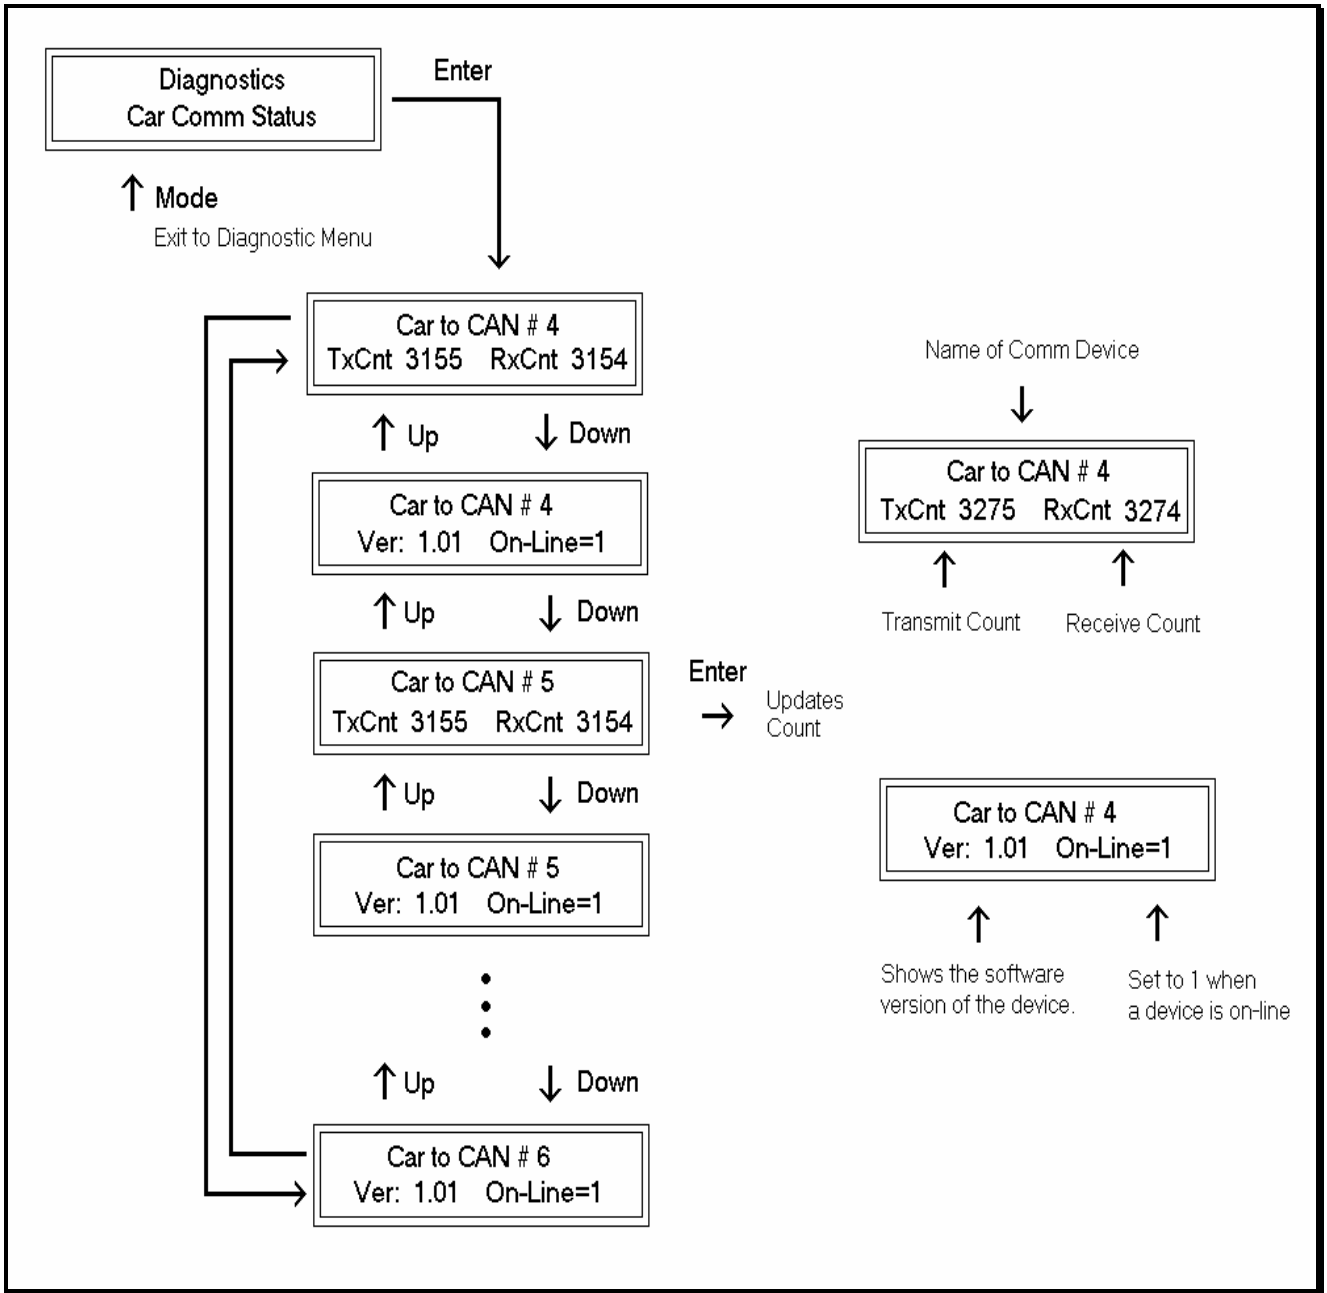 Diagnostics
Car Comm Status
Enter
Mode
Exit to Diagnostic Menu
Car to CAN # 4
TxCnt 3155 RxCnt 3154
Up Down
Car to CAN # 4
Ver: 1.01 On-Line=1
Up Down
Car to CAN # 5
TxCnt 3155 RxCnt 3154
Enter
Updates
Count
Up Down
Car to CAN # 5
Ver: 1.01 On-Line=1
Up Down
Car to CAN # 6
Ver: 1.01 On-Line=1
Name of Comm Device
Car to CAN # 4
TxCnt 3275 RxCnt 3274
Transmit Count
Receive Count
Car to CAN # 4
Ver: 1.01 On-Line=1
Shows the software
version of the device.
Set to 1 when
a device is on-line